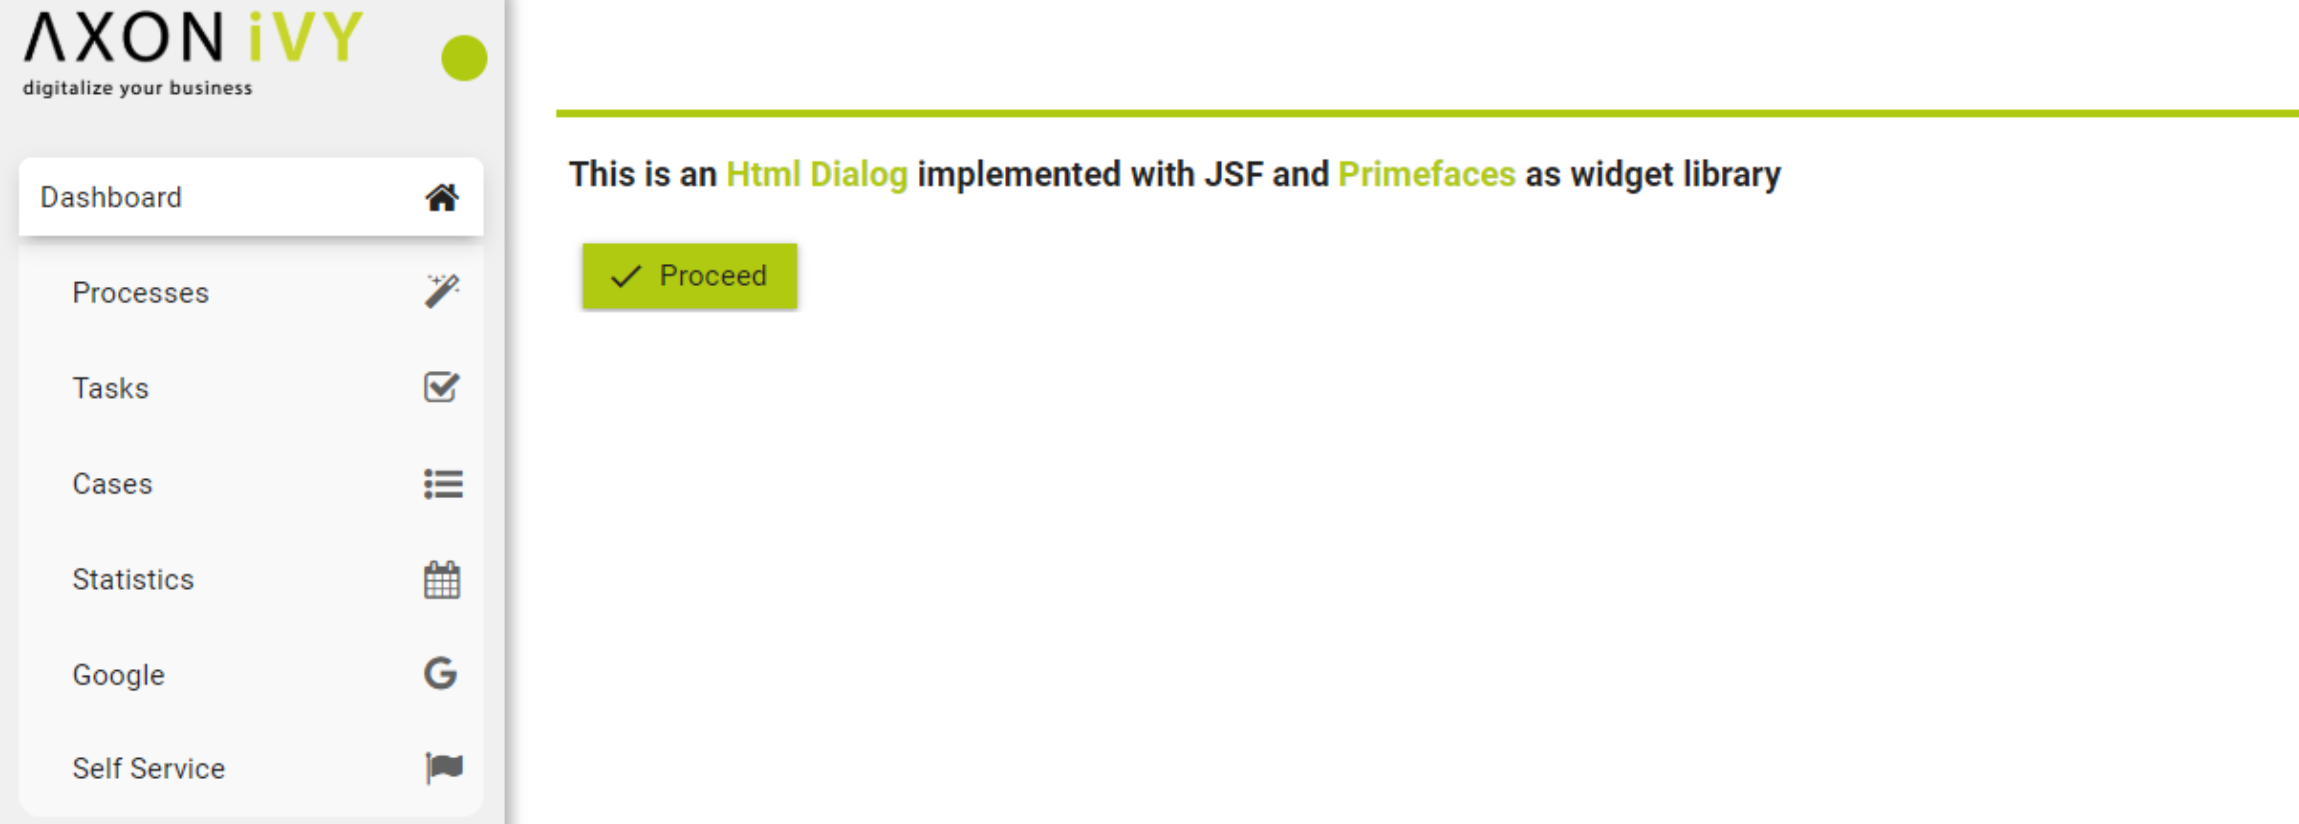 AXON iVY
digitalize your business
Dashboard
Processes
Tasks
Cases
Statistics
Google
Self Service
This is an Html Dialog implemented with JSF and Primefaces as widget library
Proceed